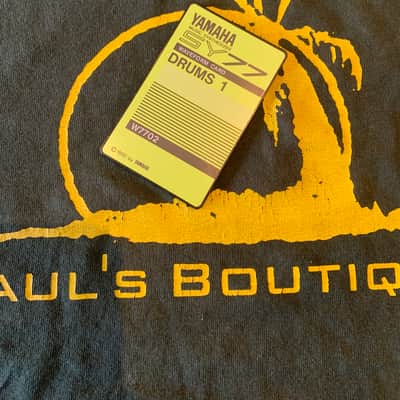 YAMAHA
SY77
WAVEFORM CARD
DRUMS 1
W7702
AUL'S BOUTIQ